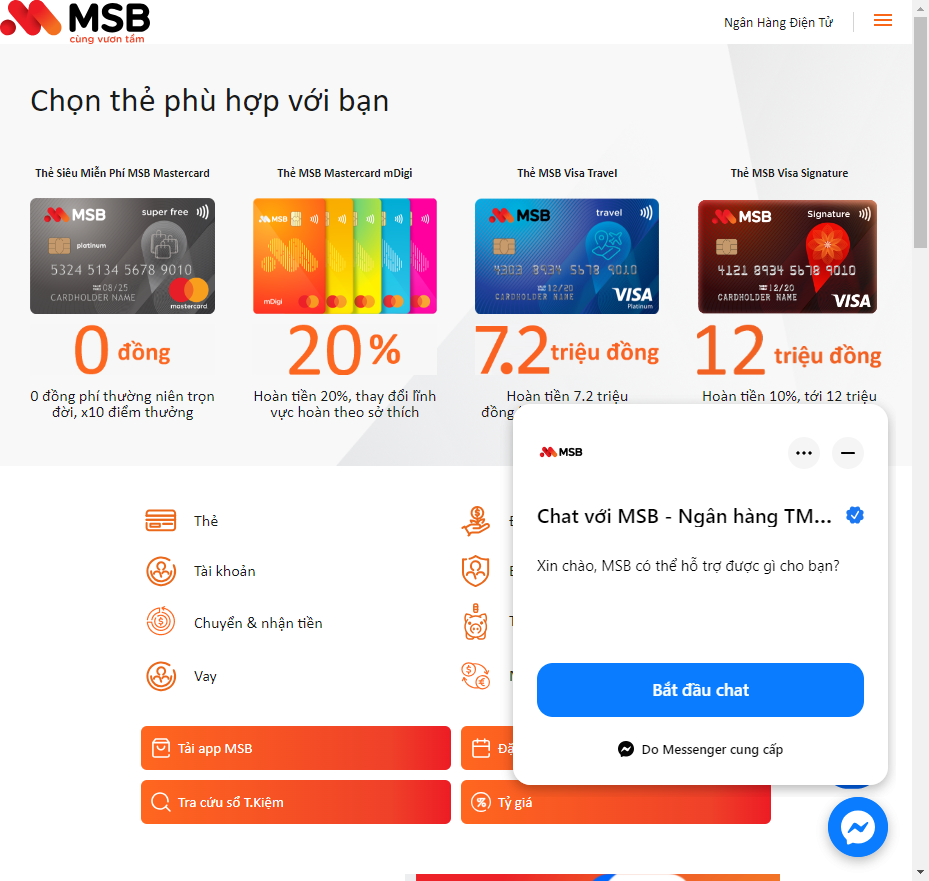 MSB
cùng vươn tầm
Ngân Hàng Điện Tử
Chọn thẻ phù hợp với bạn
Thẻ Siêu Miễn Phí MSB Mastercard
Thẻ MSB Mastercard mDigi
Thẻ MSB Visa Travel
Thẻ MSB Visa Signature
MSB super free
platinum
5324 5134 5678 9010
08/25
CARDHOLDER NAME
mastercard
MSB
mDigi
MSB travel
4303 8934 5678 9010
12/20
CARDHOLDER NAME
VISA
Platinum
MSB Signature
4121 8934 5678 9010
12/20
CARDHOLDER NAME
VISA
0 đồng
20%
7.2 triệu đồng
12 triệu đồng
0 đồng phí thường niên trọn
đời, x10 điểm thưởng
Hoàn tiền 20%, thay đổi lĩnh
vực hoàn theo sở thích
Hoàn tiền 7.2 triệu
đồng
Hoàn tiền 10%, tới 12 triệu
MSB
Chat với MSB - Ngân hàng TM...
Xin chào, MSB có thể hỗ trợ được gì cho bạn?
Bắt đầu chat
Do Messenger cung cấp
Thẻ
Tài khoản
Chuyển & nhận tiền
Vay
Tải app MSB
Tra cứu sổ T.Kiệm
Tỷ giá